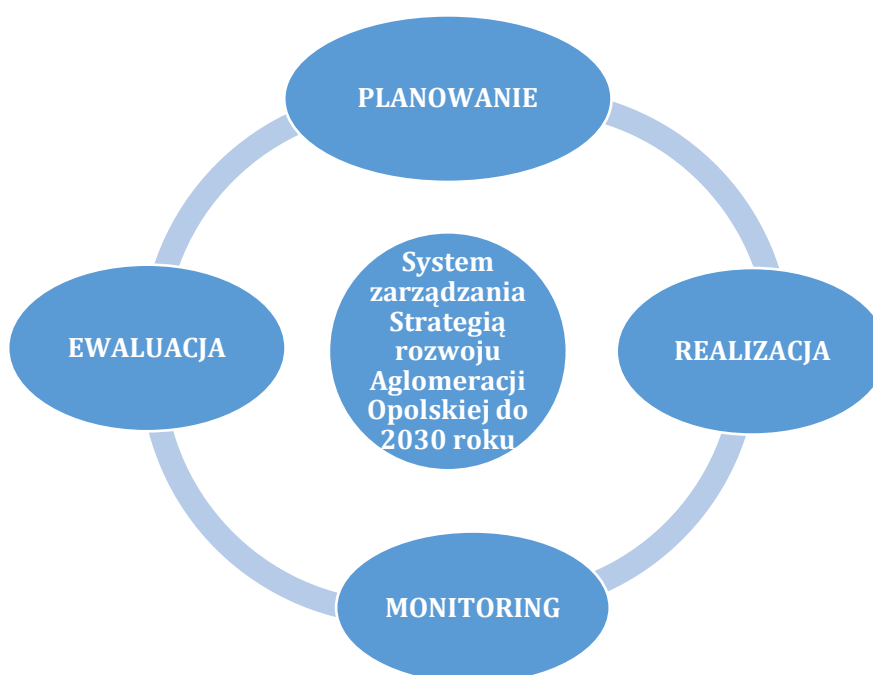 PLANOWANIE
System
zarządzania
Strategią
rozwoju
Aglomeracji
Opolskiej do
2030 roku
EWALUACJA
REALIZACJA
MONITORING